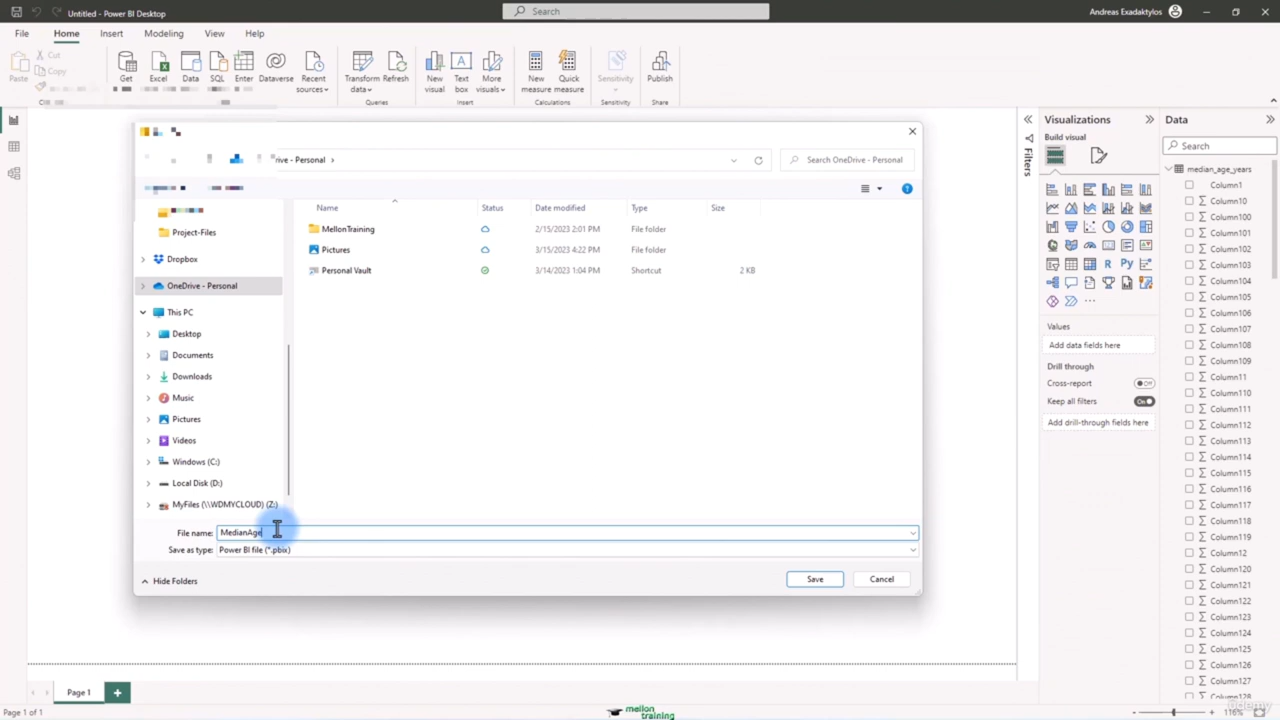 Untitled - Power BI Desktop
Search
Andreas Exadaktylos
File
Home
Insert
Modeling
View
Help
Paste
Cut
Copy
Get
Excel
Data
SQL
Enter
Dataverse
Recent
sources
Transform
data
Refresh
New
visual
Text
box
More
visuals
New
measure
Quick
measure
Sensitivity
Publish
Queries
Insert
Calculations
Sensitivity
Share
ive - Personal
Search OneDrive - Personal
Name
Status
Date modified
Type
Size
MellonTraining
2/15/2023 2:01 PM
File folder
Pictures
3/15/2023 4:22 PM
File folder
Personal Vault
3/14/2023 1:04 PM
Shortcut
2 KB
Project-Files
Dropbox
OneDrive - Personal
This PC
Desktop
Documents
Downloads
Music
Pictures
Videos
Windows (C:)
Local Disk (D:)
MyFiles (\\WDMYCLOUD) (Z:)
File name: MedianAge
Save as type: Power BI file (*.pbix)
Hide Folders
Save
Cancel
Filters
Visualizations
Build visual
Values
Add data fields here
Drill through
Cross-report
Off
Keep all filters
On
Add drill-through fields here
Data
Search
median_age_years
Column1
Column10
Column100
Column101
Column102
Column103
Column104
Column105
Column106
Column107
Column108
Column109
Column11
Column110
Column111
Column112
Column113
Column114
Column115
Column116
Column117
Column118
Column119
Column12
Column120
Column121
Column122
Column123
Column124
Column125
Column126
Column127
Column128
Page 1
Page 1 of 1
mellon
training
116%
udemy